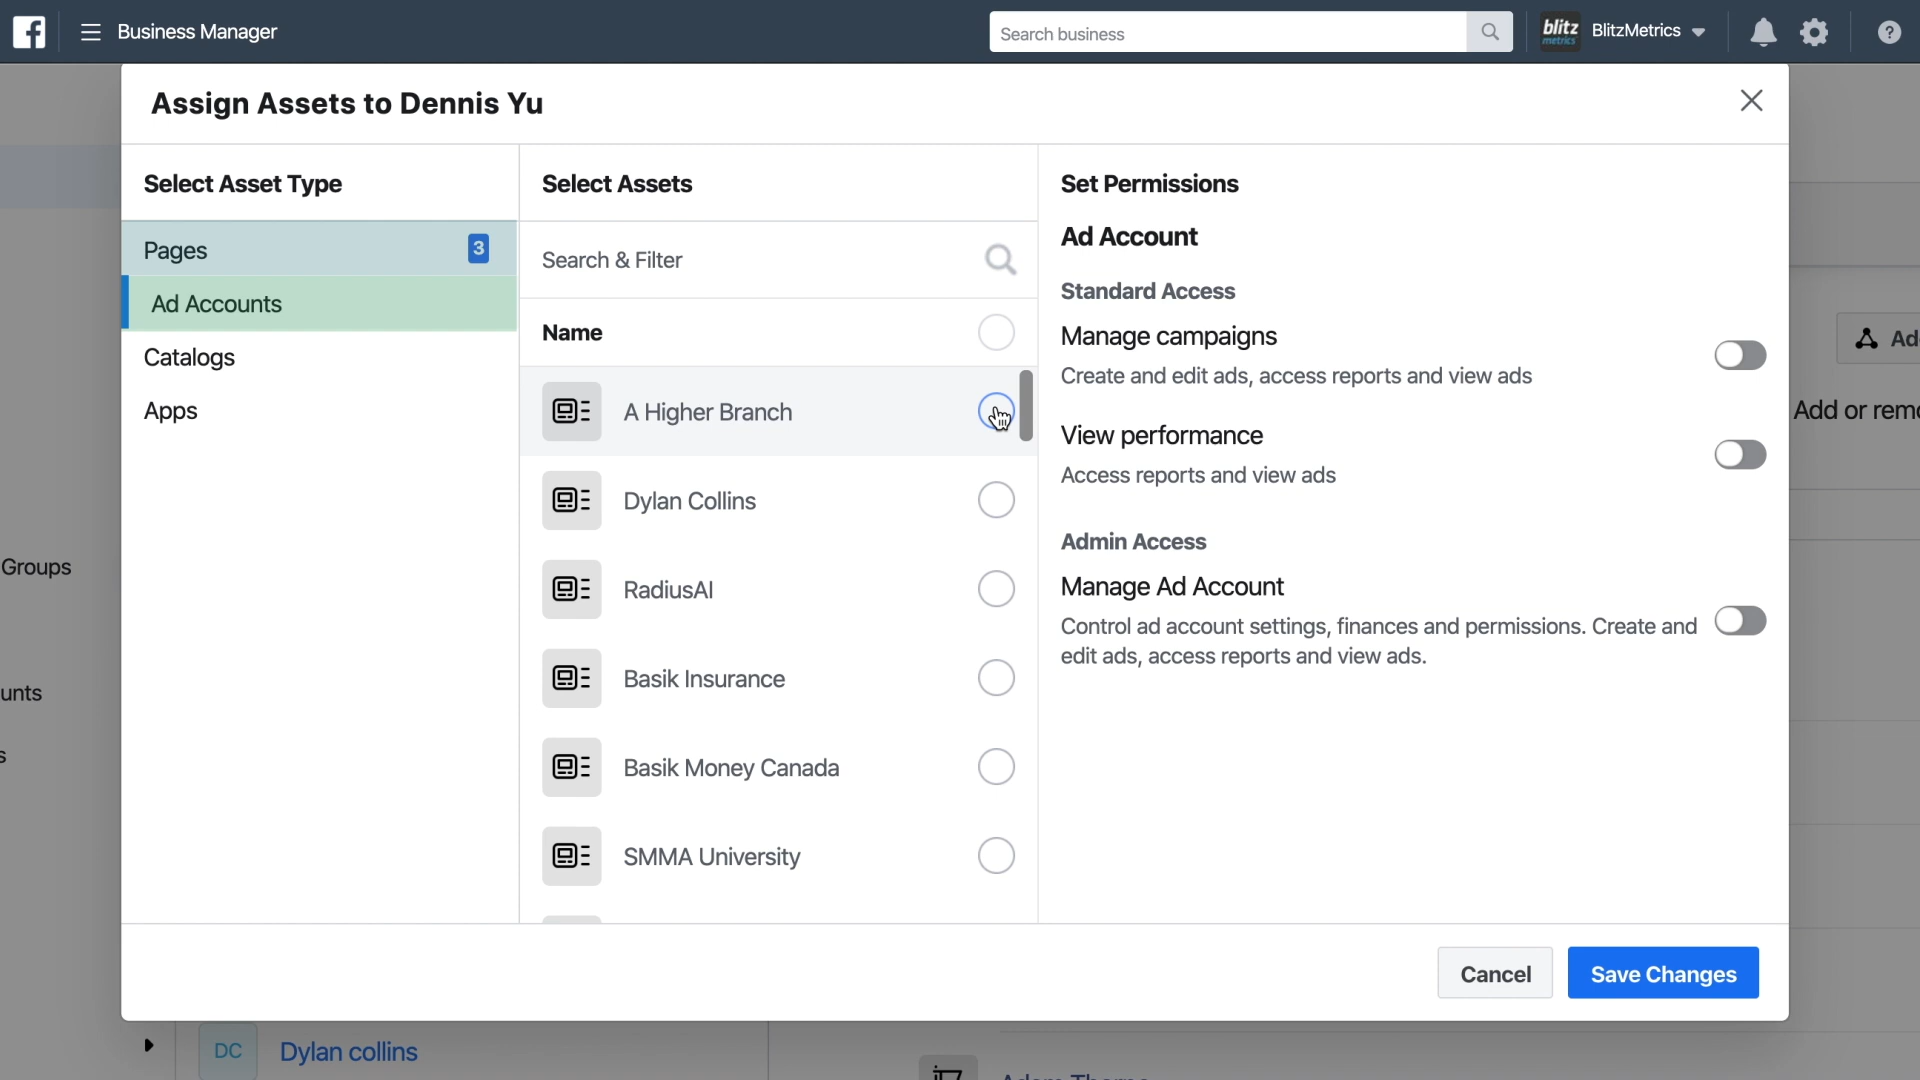 Business Manager
Search business
blitz
metrics
BlitzMetrics
?
Assign Assets to Dennis Yu
Select Asset Type
Pages
3
Ad Accounts
Catalogs
Apps
Select Assets
Search & Filter
Name
A Higher Branch
Dylan Collins
RadiusAI
Basik Insurance
Basik Money Canada
SMMA University
Set Permissions
Ad Account
Standard Access
Manage campaigns
Create and edit ads, access reports and view ads
View performance
Access reports and view ads
Admin Access
Manage Ad Account
Control ad account settings, finances and permissions. Create and
edit ads, access reports and view ads.
Cancel
Save Changes
Groups
unts
s
Ad
Add or rem
DC
Dylan collins